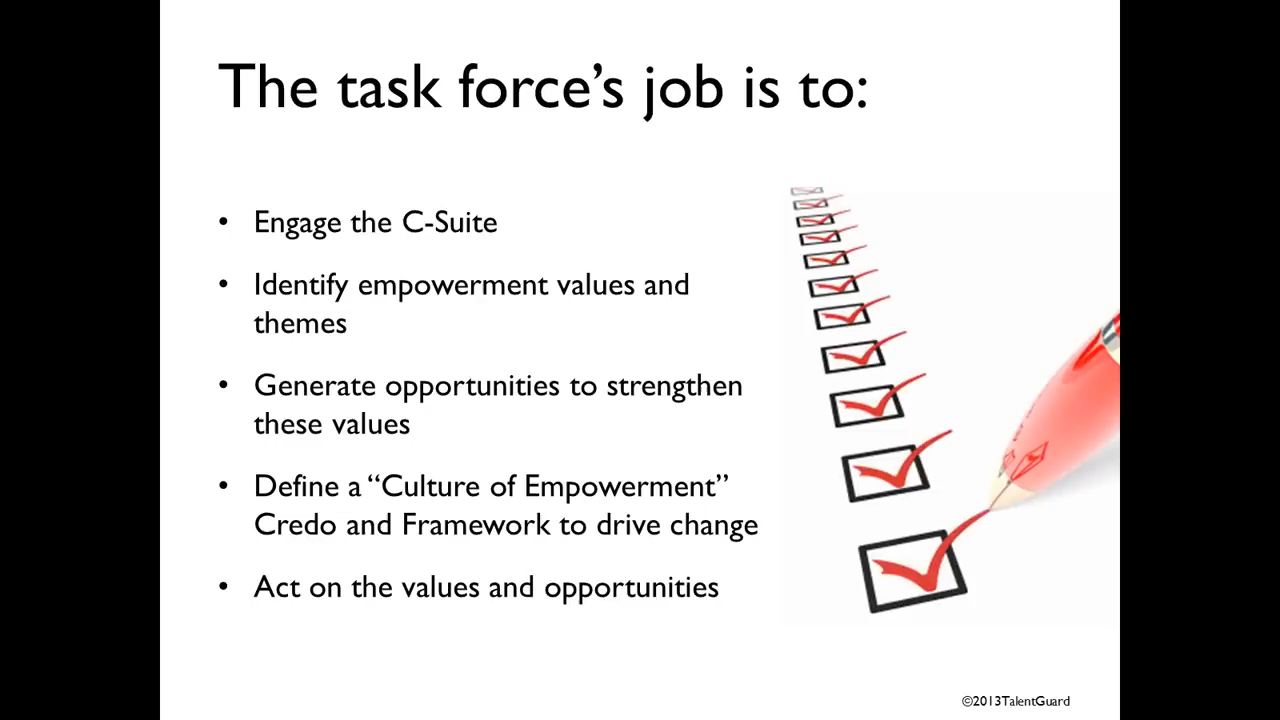 The task force’s job is to:
• Engage the C-Suite
• Identify empowerment values and
themes
• Generate opportunities to strengthen
these values
• Define a “Culture of Empowerment”
Credo and Framework to drive change
• Act on the values and opportunities
©2013TalentGuard